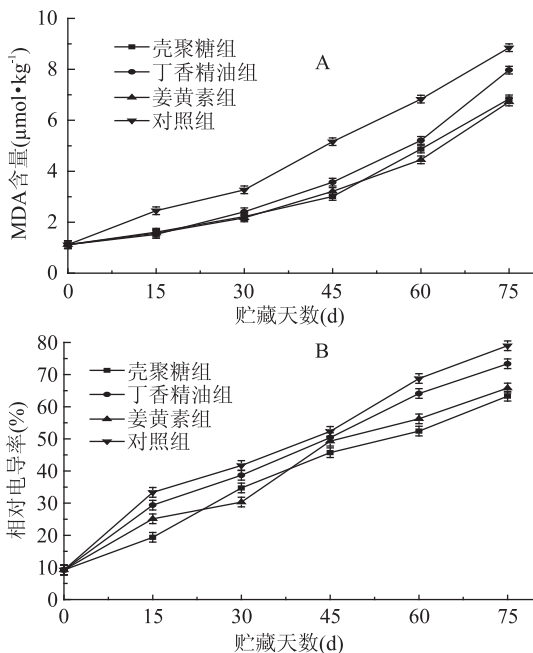 10
8
6
4
2
0
MDA含量(μmol•kg⁻¹)
壳聚糖组
丁香精油组
姜黄素组
对照组
A
0 15 30 45 60 75
贮藏天数(d)
80
70
60
50
40
30
20
10
0
相对电导率(%)
壳聚糖组
丁香精油组
姜黄素组
对照组
B
0 15 30 45 60 75
贮藏天数(d)